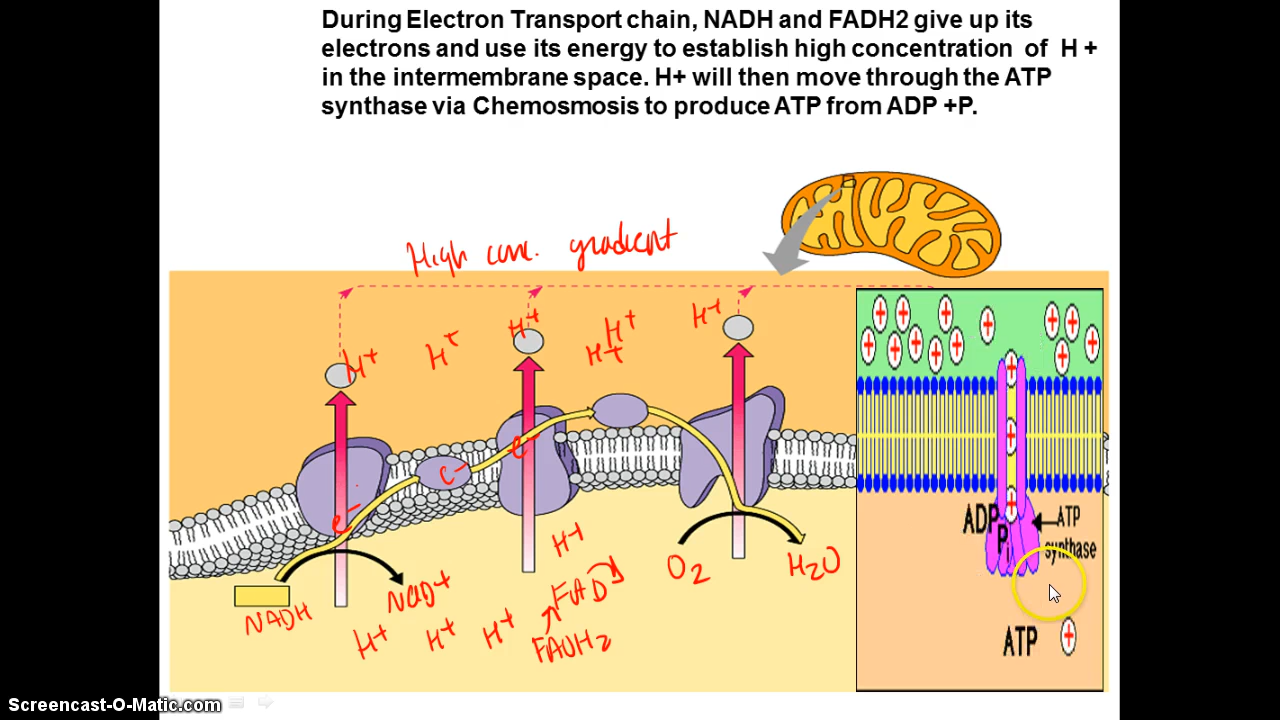 During Electron Transport chain, NADH and FADH2 give up its
electrons and use its energy to establish high concentration of H +
in the intermembrane space. H+ will then move through the ATP
synthase via Chemosmosis to produce ATP from ADP +P.
High conc. gradient
H+ H+ H+ H+ H+ H+
e- c- e-
NADH NAD+
H+ H+ H+ H+
FADH2 FAD
O2 H2O
+ + + + + + + + + + + + +
+
+
+
ADP
Pi
ATP
synthase
ATP +
Screencast-O-Matic.com